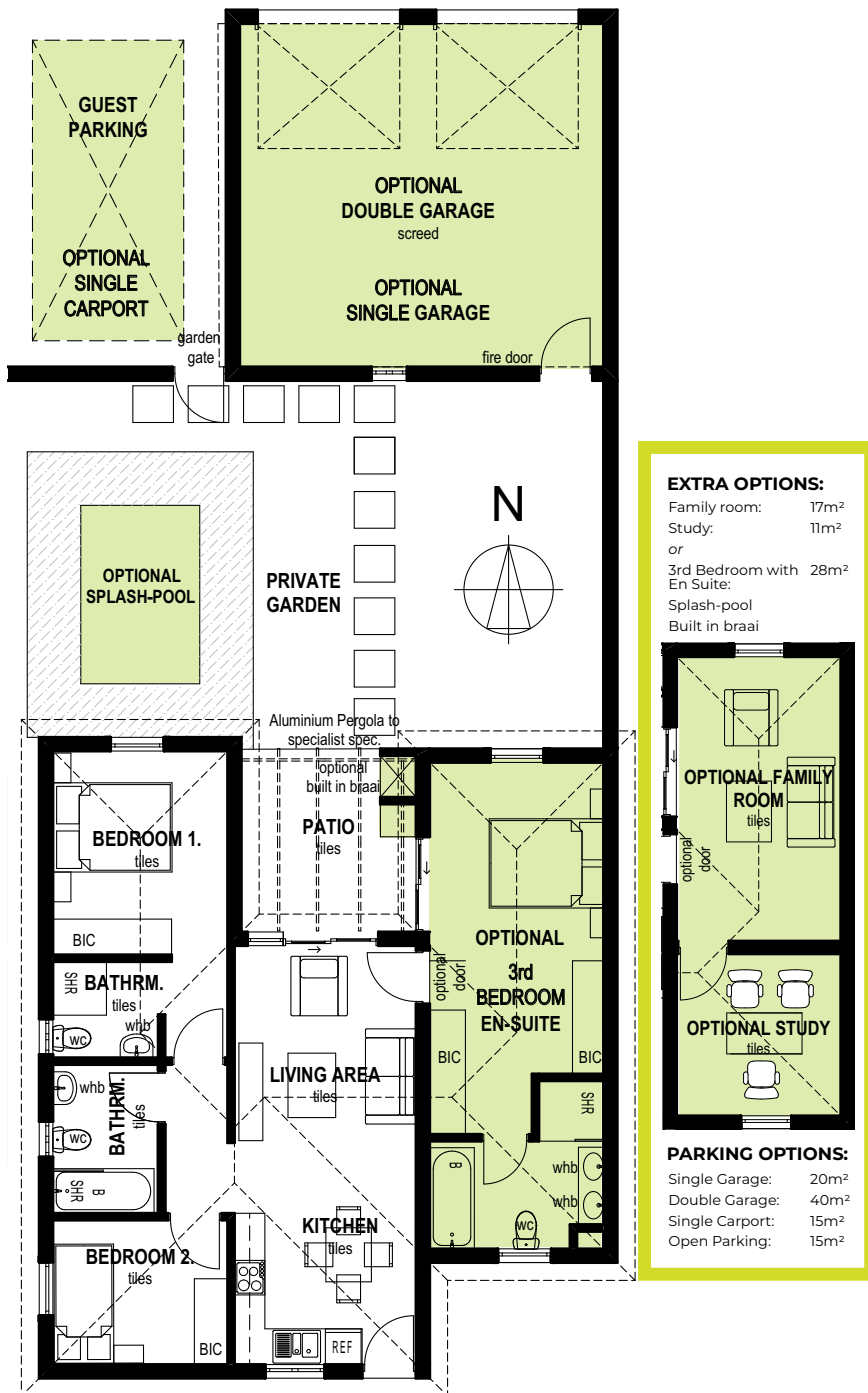 GUEST
PARKING
OPTIONAL
SINGLE
CARPORT
OPTIONAL
DOUBLE GARAGE
screed
OPTIONAL
SINGLE GARAGE
garden
gate
fire door
OPTIONAL
SPLASH-POOL
PRIVATE
GARDEN
N
Aluminium Pergola to
specialist spec.
optional
built in braai
PATIO
tiles
BEDROOM 1.
tiles
BIC
SHR
BATHRM.
tiles
whb
WC
whb
BATHRM.
tiles
WC
SHR
B
BEDROOM 2.
tiles
BIC
LIVING AREA
tiles
KITCHEN
tiles
REF
optional
door
OPTIONAL
3rd
BEDROOM
EN-SUITE
BIC
BIC
SHR
B
whb
whb
WC
EXTRA OPTIONS:
Family room: 17m²
Study: 11m²
or
3rd Bedroom with 28m²
En Suite:
Splash-pool
Built in braai
OPTIONAL FAMILY
ROOM
tiles
optional
door
OPTIONAL STUDY
tiles
PARKING OPTIONS:
Single Garage: 20m²
Double Garage: 40m²
Single Carport: 15m²
Open Parking: 15m²